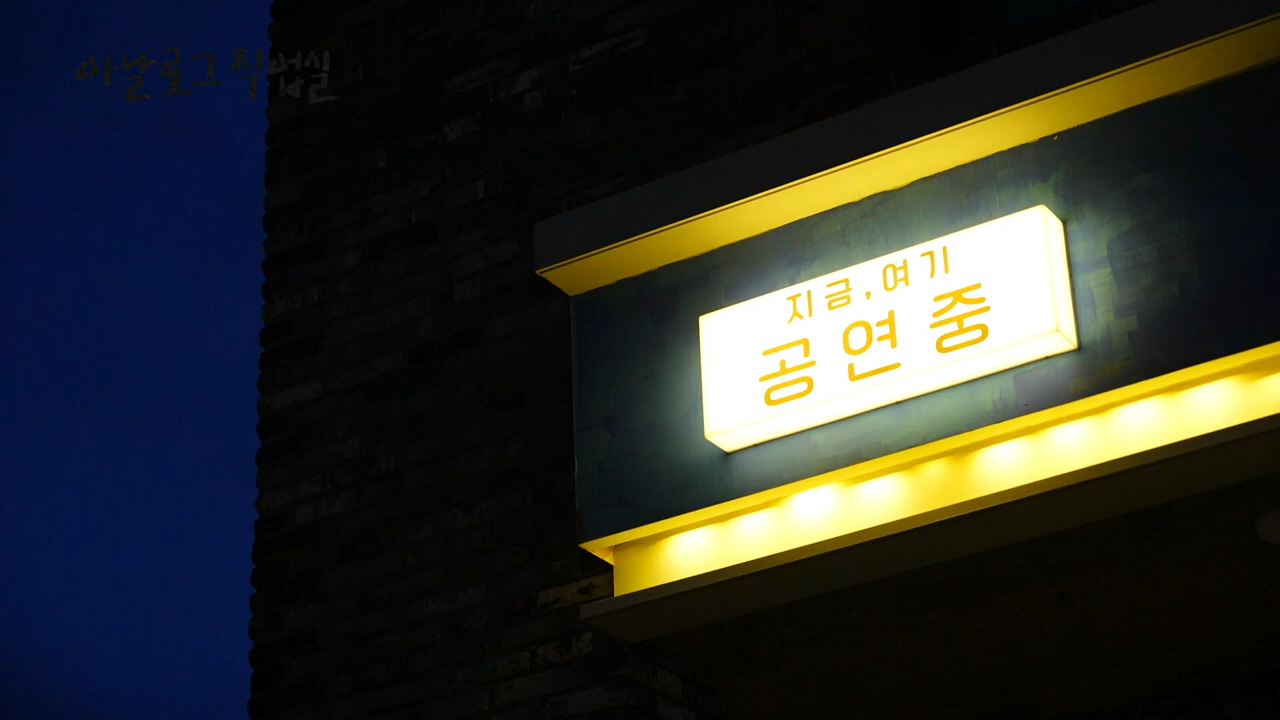 아날로그 작업실
지금, 여기
공연중